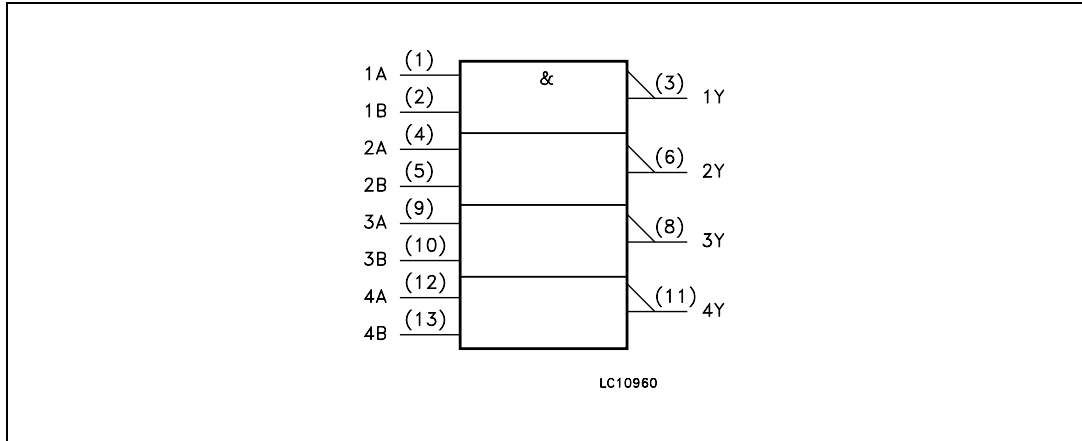 1A (1)
&
(3) 1Y
1B (2)
2A (4)
(6) 2Y
2B (5)
3A (9)
(8) 3Y
3B (10)
4A (12)
(11) 4Y
4B (13)
LC10960